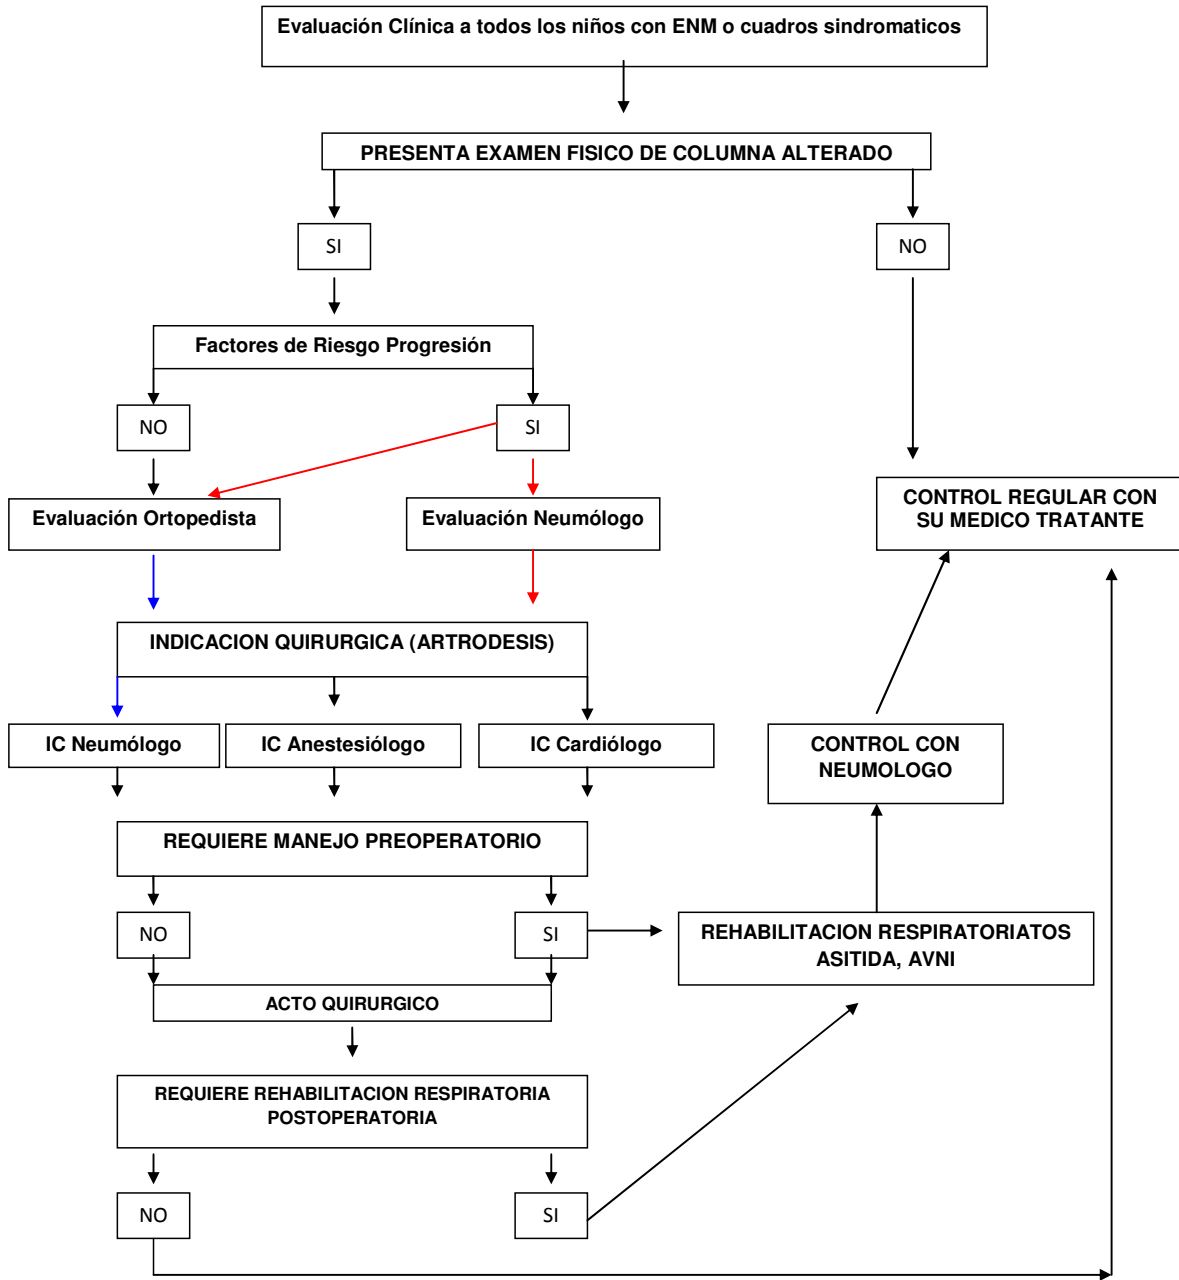 Evaluación Clínica a todos los niños con ENM o cuadros sindromaticos
PRESENTA EXAMEN FISICO DE COLUMNA ALTERADO
SI
NO
Factores de Riesgo Progresión
NO
SI
Evaluación Ortopedista
Evaluación Neumólogo
CONTROL REGULAR CON
SU MEDICO TRATANTE
INDICACION QUIRURGICA (ARTRODESIS)
IC Neumólogo
IC Anestesiólogo
IC Cardiólogo
CONTROL CON
NEUMOLOGO
REQUIERE MANEJO PREOPERATORIO
NO
SI
REHABILITACION RESPIRATORIATOS
ASITIDA, AVNI
ACTO QUIRURGICO
REQUIERE REHABILITACION RESPIRATORIA
POSTOPERATORIA
NO
SI